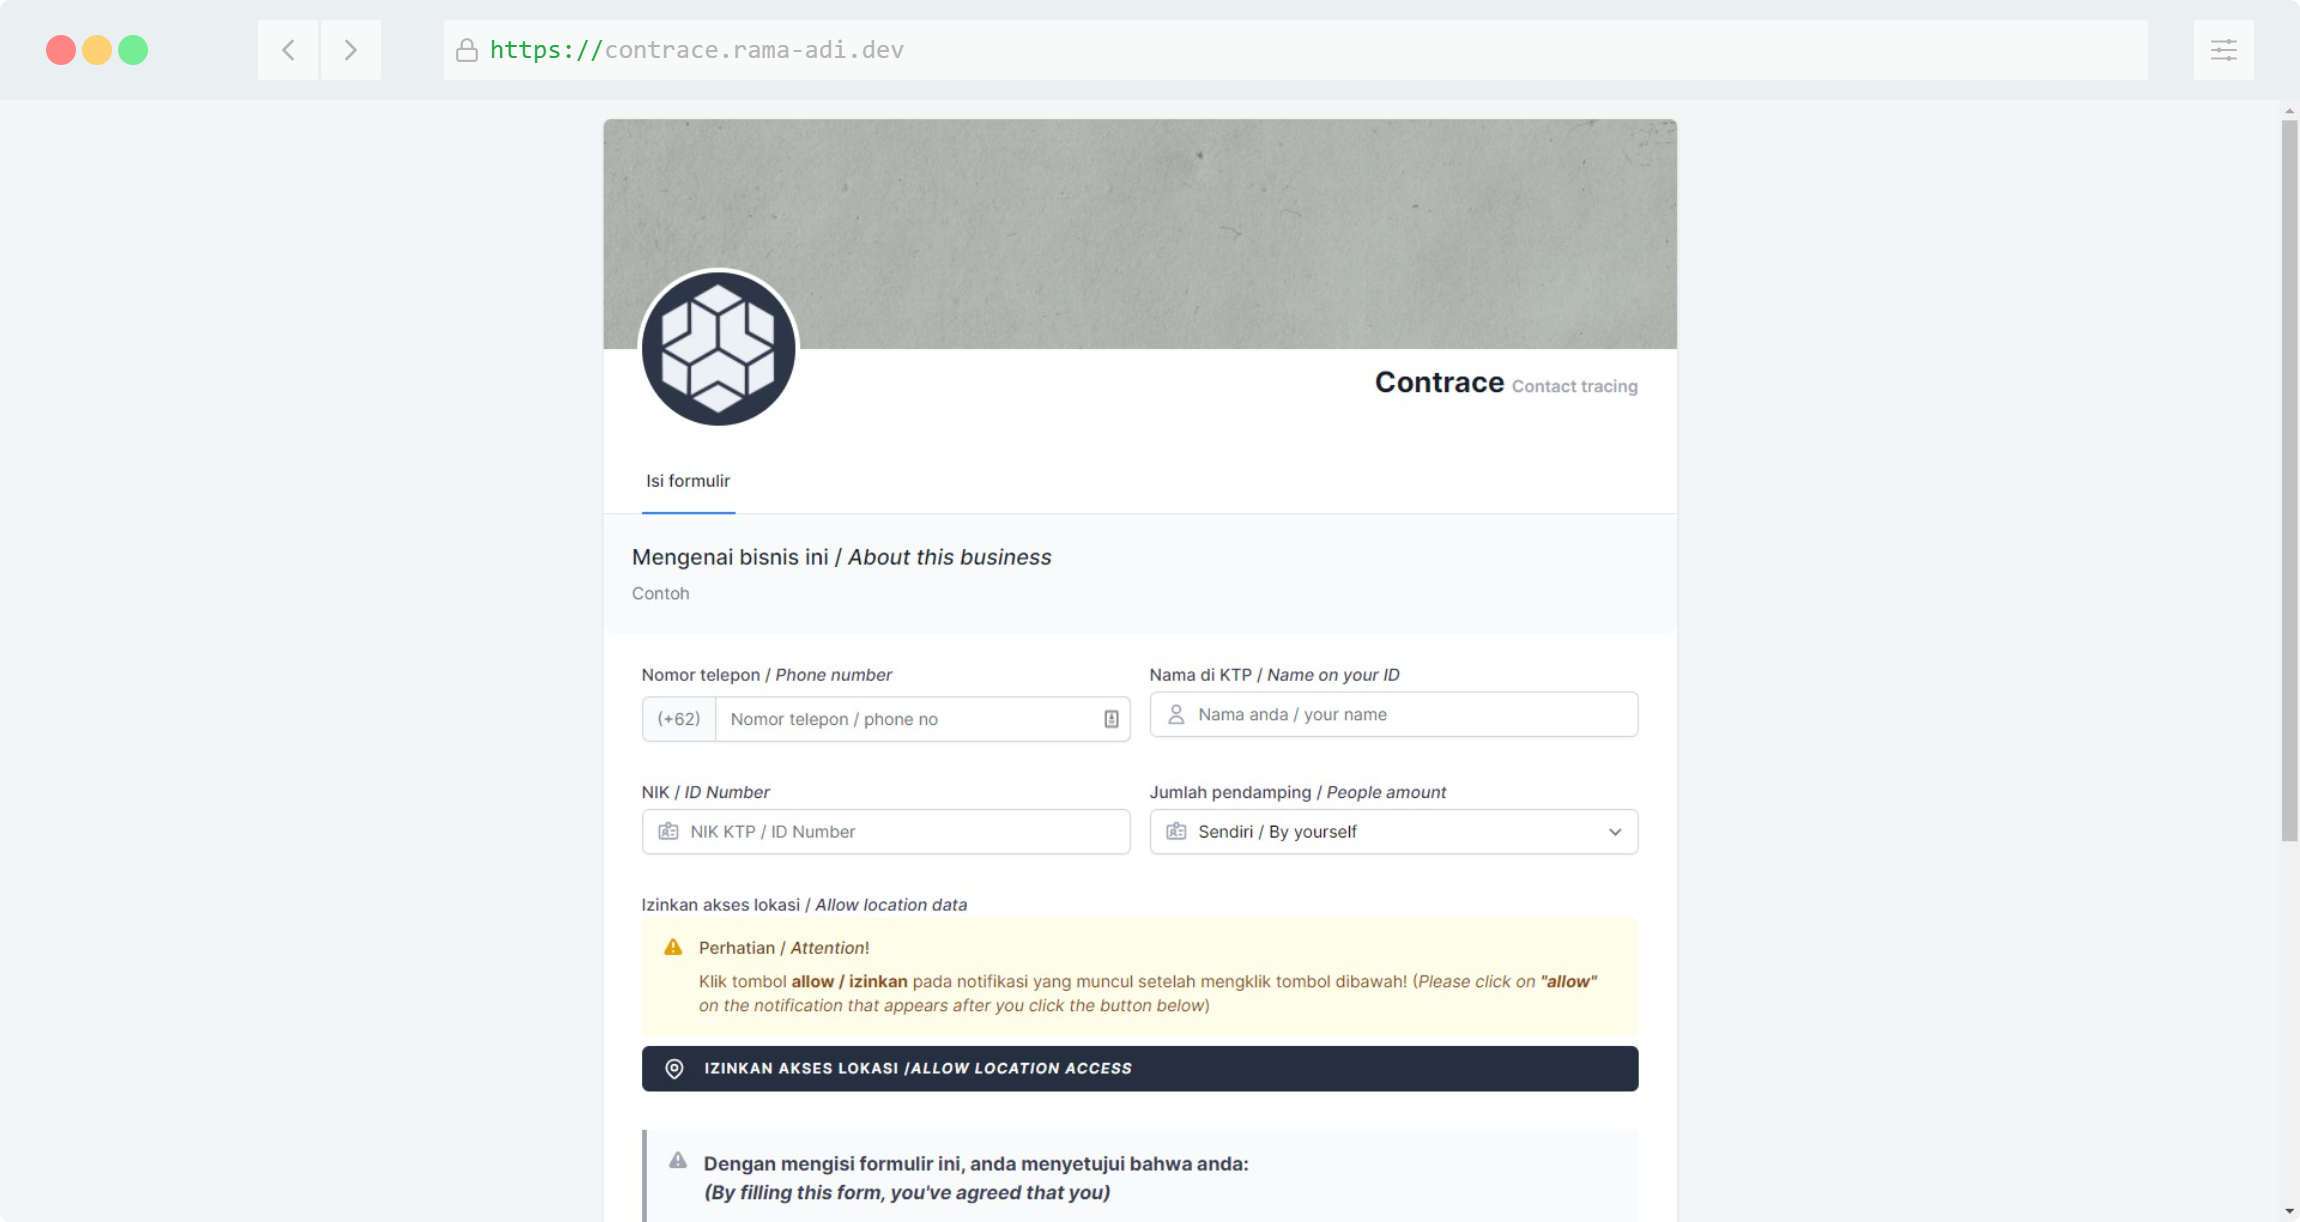 https://contrace.rama-adi.dev
Contrace Contact tracing
Isi formulir
Mengenai bisnis ini / About this business
Contoh
Nomor telepon / Phone number
(+62) Nomor telepon / phone no
Nama di KTP / Name on your ID
Nama anda / your name
NIK / ID Number
NIK KTP / ID Number
Jumlah pendamping / People amount
Sendiri / By yourself
Izinkan akses lokasi / Allow location data
Perhatian / Attention!
Klik tombol allow / izinkan pada notifikasi yang muncul setelah mengklik tombol dibawah! (Please click on "allow"
on the notification that appears after you click the button below)
IZINKAN AKSES LOKASI /ALLOW LOCATION ACCESS
Dengan mengisi formulir ini, anda menyetujui bahwa anda:
(By filling this form, you've agreed that you)